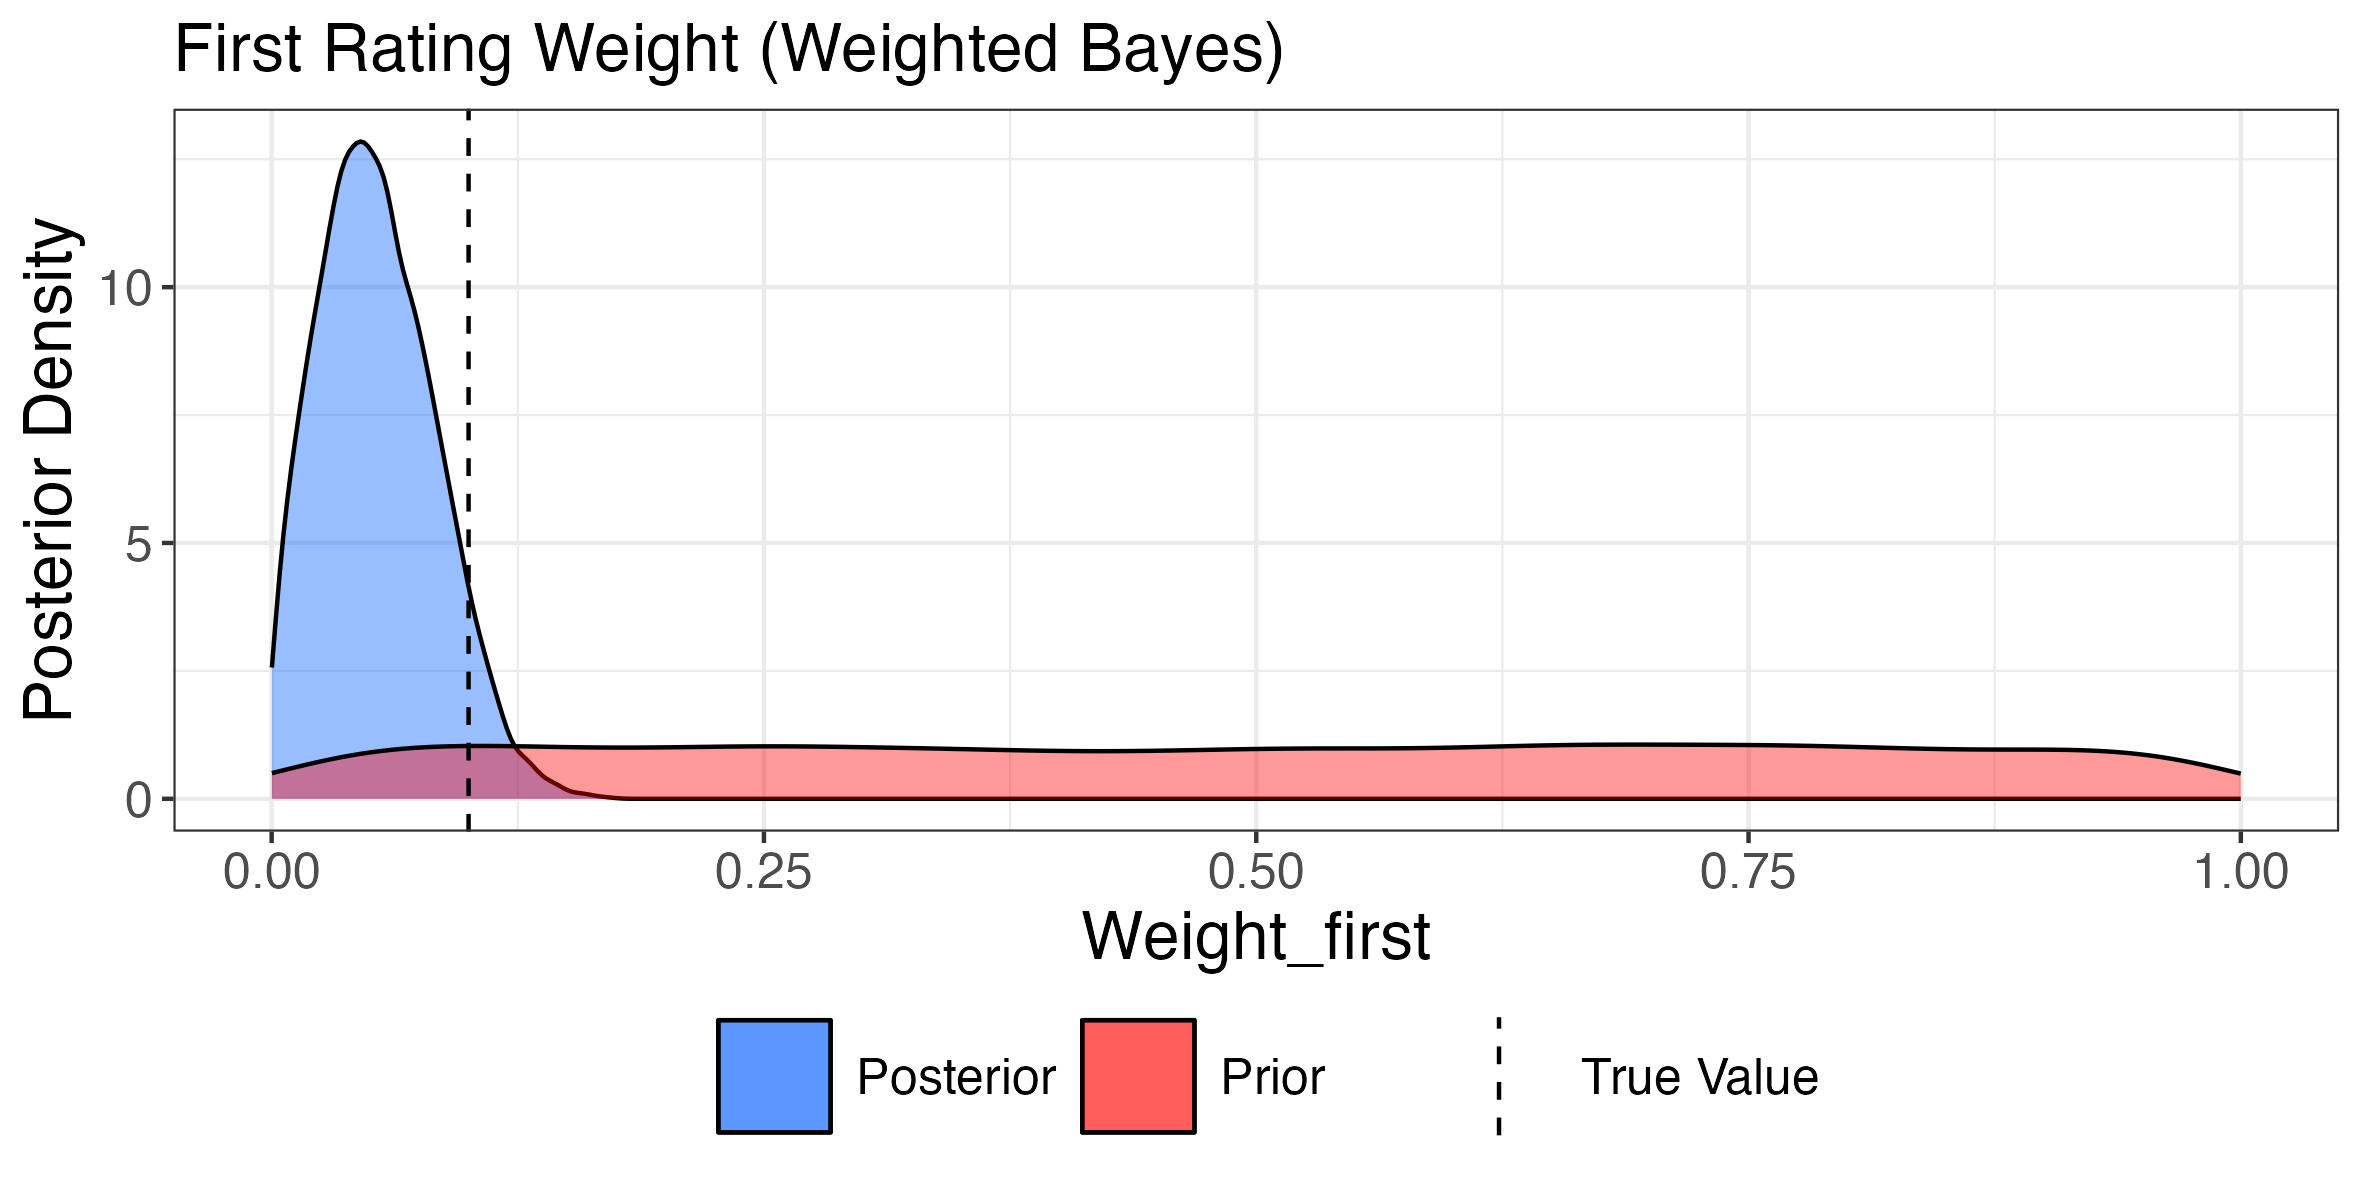 First Rating Weight (Weighted Bayes)
Posterior Density
10
5
0
0.00 0.25 0.50 0.75 1.00
Weight_first
Posterior Prior True Value